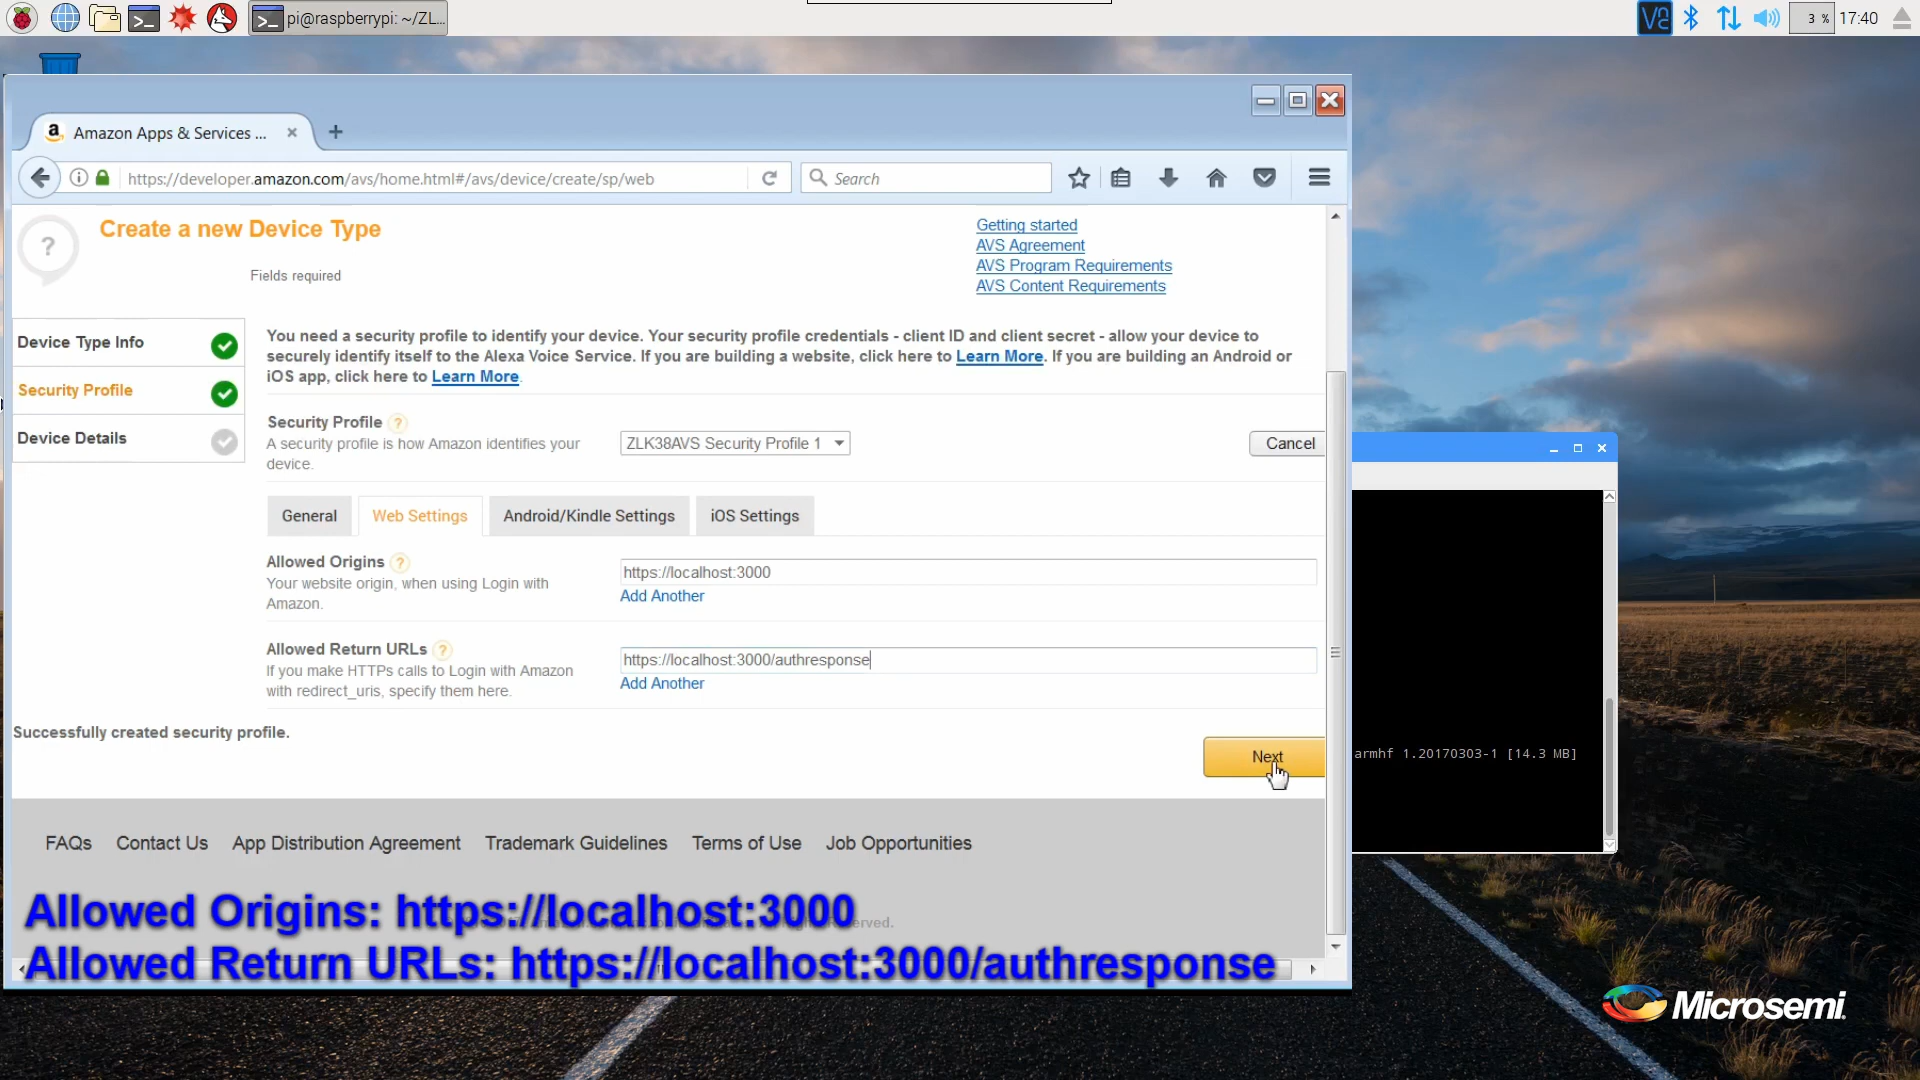 pi@raspberrypi: ~/ZL...
3 %
17:40
Amazon Apps & Services ...
https://developer.amazon.com/avs/home.html#/avs/device/create/sp/web
Search
Create a new Device Type
Fields required
Getting started
AVS Agreement
AVS Program Requirements
AVS Content Requirements
Device Type Info
Security Profile
Device Details
You need a security profile to identify your device. Your security profile credentials - client ID and client secret - allow your device to
securely identify itself to the Alexa Voice Service. If you are building a website, click here to Learn More. If you are building an Android or
iOS app, click here to Learn More.
Security Profile ?
A security profile is how Amazon identifies your
device.
ZLK38AVS Security Profile 1
Cancel
General
Web Settings
Android/Kindle Settings
iOS Settings
Allowed Origins ?
Your website origin, when using Login with
Amazon.
https://localhost:3000
Add Another
Allowed Return URLs ?
If you make HTTPs calls to Login with Amazon
with redirect_uris, specify them here.
https://localhost:3000/authresponse
Add Another
Successfully created security profile.
Next
armhf 1.20170303-1 [14.3 MB]
FAQs
Contact Us
App Distribution Agreement
Trademark Guidelines
Terms of Use
Job Opportunities
Allowed Origins: https://localhost:3000
Allowed Return URLs: https://localhost:3000/authresponse
Microsemi